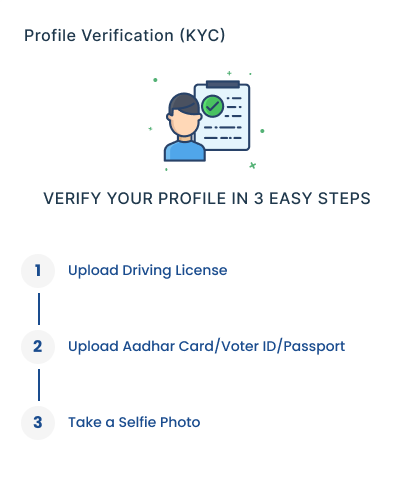 Profile Verification (KYC)
VERIFY YOUR PROFILE IN 3 EASY STEPS
1 Upload Driving License
2 Upload Aadhar Card/Voter ID/Passport
3 Take a Selfie Photo